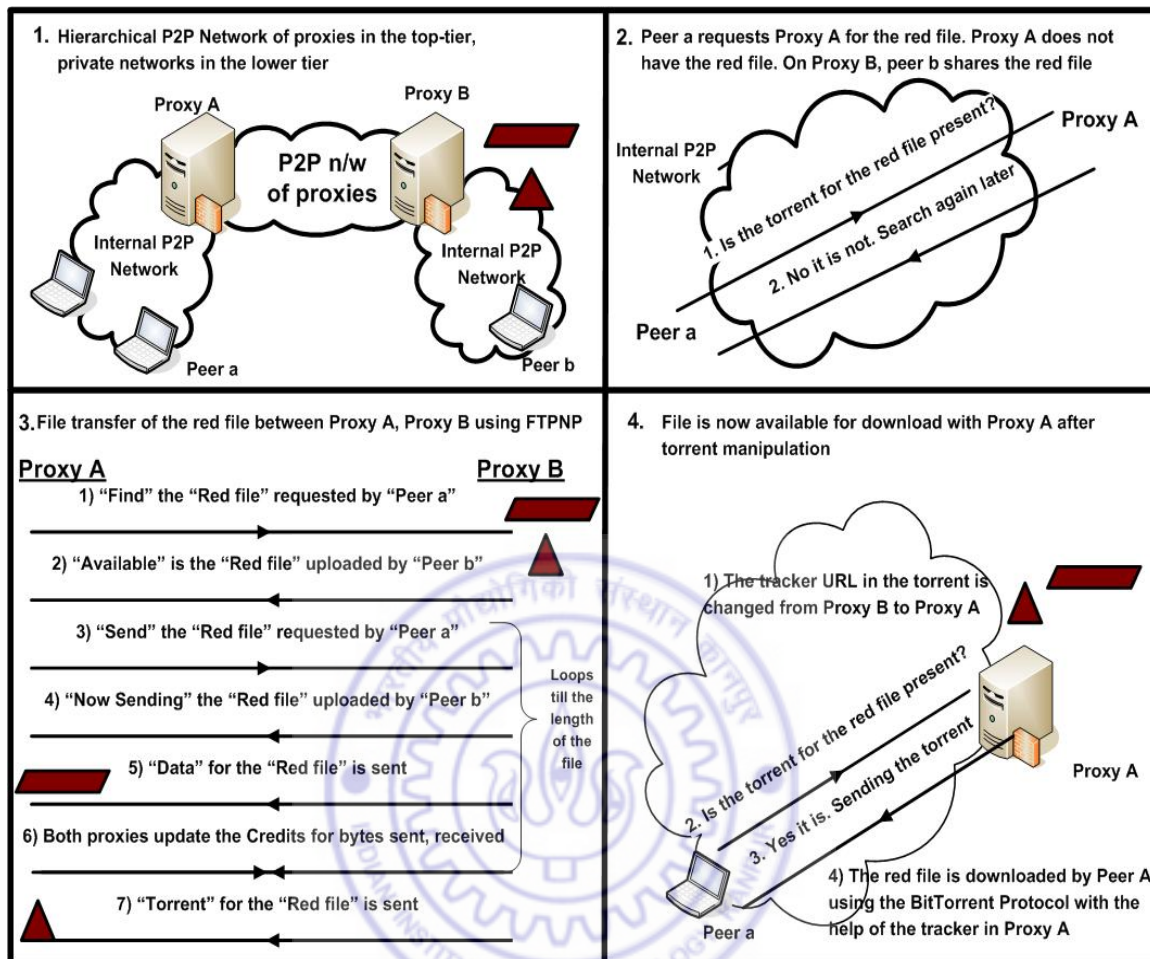 1. Hierarchical P2P Network of proxies in the top-tier,
private networks in the lower tier
Proxy A
Proxy B
P2P n/w
of proxies
Internal P2P
Network
Internal P2P
Network
Peer a
Peer b
2. Peer a requests Proxy A for the red file. Proxy A does not
have the red file. On Proxy B, peer b shares the red file
Internal P2P
Network
Proxy A
1. Is the torrent for the red file present?
2. No it is not. Search again later
Peer a
3. File transfer of the red file between Proxy A, Proxy B using FTPNP
Proxy A
Proxy B
1) “Find” the “Red file” requested by “Peer a”
2) “Available” is the “Red file” uploaded by “Peer b”
3) “Send” the “Red file” requested by “Peer a”
4) “Now Sending” the “Red file” uploaded by “Peer b”
5) “Data” for the “Red file” is sent
6) Both proxies update the Credits for bytes sent, received
7) “Torrent” for the “Red file” is sent
Loops
till the
length
of the
file
4. File is now available for download with Proxy A after
torrent manipulation
1) The tracker URL in the torrent is
changed from Proxy B to Proxy A
2. Is the torrent for the red file present?
3. Yes it is. Sending the torrent
Proxy A
Peer a
4) The red file is downloaded by Peer A
using the BitTorrent Protocol with the
help of the tracker in Proxy A
भारतीय प्रौद्योगिकी संस्थान कानपुर
INDIAN INSTITUTE OF TECHNOLOGY KANPUR